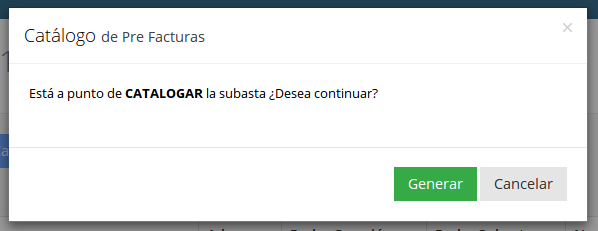 Catálogo de Pre Facturas
×
Está a punto de CATALOGAR la subasta ¿Desea continuar?
Generar Cancelar